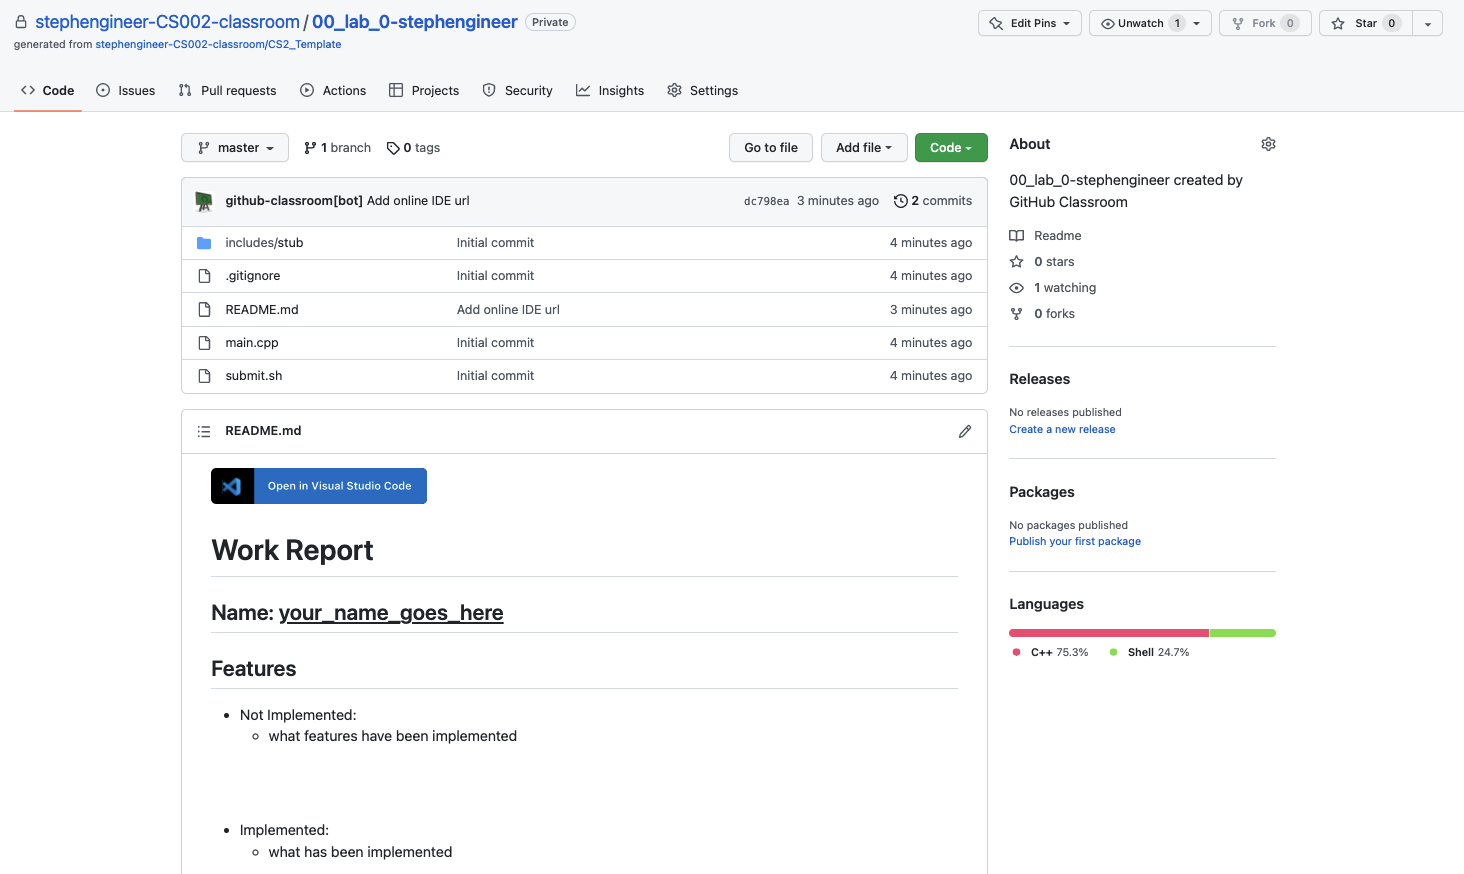 stephengineer-CS002-classroom / 00_lab_0-stephengineer Private
Edit Pins Unwatch 1 Fork 0 Star 0
generated from stephengineer-CS002-classroom/CS2_Template
Code Issues Pull requests Actions Projects Security Insights Settings
master 1 branch 0 tags Go to file Add file Code
github-classroom[bot] Add online IDE url dc798ea 3 minutes ago 2 commits
includes/stub Initial commit 4 minutes ago
.gitignore Initial commit 4 minutes ago
README.md Add online IDE url 3 minutes ago
main.cpp Initial commit 4 minutes ago
submit.sh Initial commit 4 minutes ago
README.md
Open in Visual Studio Code
Work Report
Name: your_name_goes_here
Features
Not Implemented:
what features have been implemented
Implemented:
what has been implemented
About
00_lab_0-stephengineer created by
GitHub Classroom
Readme
0 stars
1 watching
0 forks
Releases
No releases published
Create a new release
Packages
No packages published
Publish your first package
Languages
C++ 75.3% Shell 24.7%